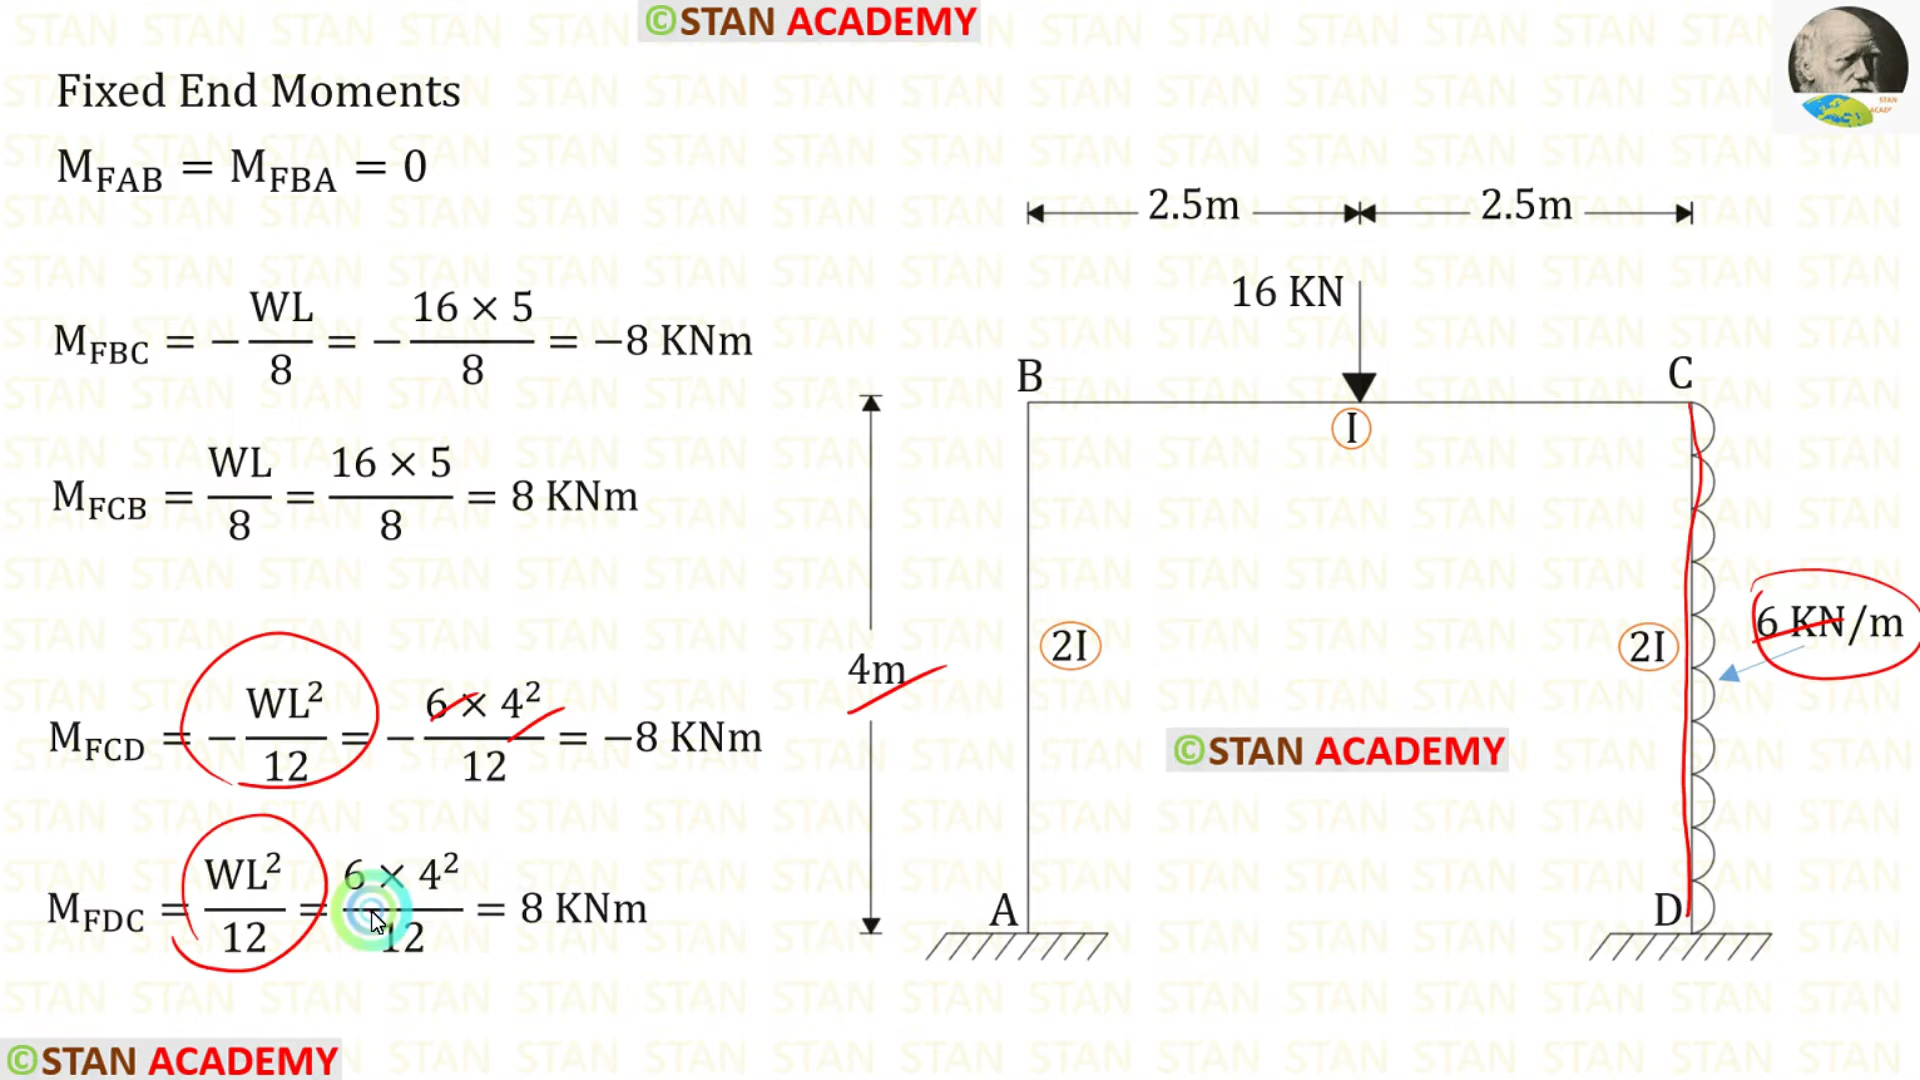 ©STAN ACADEMY
STAN ACADEMY
Fixed End Moments
M_FAB = M_FBA = 0
M_FBC = − WL/8 = − 16 × 5/8 = −8 KNm
M_FCB = WL/8 = 16 × 5/8 = 8 KNm
M_FCD = − WL²/12 = − 6 × 4²/12 = −8 KNm
M_FDC = WL²/12 = 6 × 4²/12 = 8 KNm
2.5m 2.5m
16 KN
B C
I
4m
2I 2I
6 KN/m
©STAN ACADEMY
A D
©STAN ACADEMY